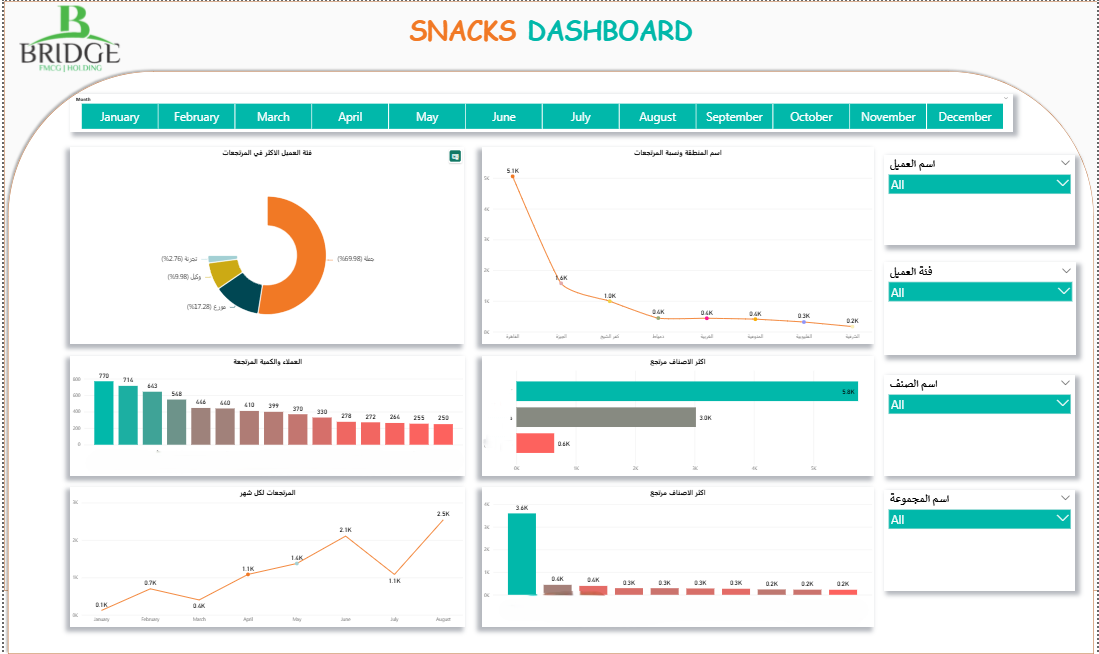 BRIDGE
FMCG | HOLDING
SNACKS DASHBOARD
Month
January February March April May June July August September October November December
فئة العميل الاكثر في المرتجعات
جملة (69.98%)
موزع (17.28%)
وكيل (9.98%)
تجزئة (2.76%)
اسم المنطقة ونسبة المرتجعات
5K
4K
3K
2K
1K
0K
5.1K 1.6K 1.0K 0.4K 0.4K 0.4K 0.3K 0.2K
القاهرة الجيزة كفر الشيخ دمياط الغربية المنوفية القليوبية الشرقية
اسم العميل
All
فئة العميل
All
اسم الصنف
All
اسم المجموعة
All
العملاء والكمية المرتجعة
800
600
400
200
0
770 714 643 548 446 440 410 399 370 330 278 272 264 255 250
اكثر الاصناف مرتجع
5.8K
3.0K
0.6K
0K 1K 2K 3K 4K 5K
المرتجعات لكل شهر
3K
2K
1K
0K
0.1K 0.7K 0.4K 1.1K 1.4K 2.1K 1.1K 2.5K
January February March April May June July August
اكثر الاصناف مرتجع
4K
3K
2K
1K
0K
3.6K 0.4K 0.4K 0.3K 0.3K 0.3K 0.3K 0.2K 0.2K 0.2K